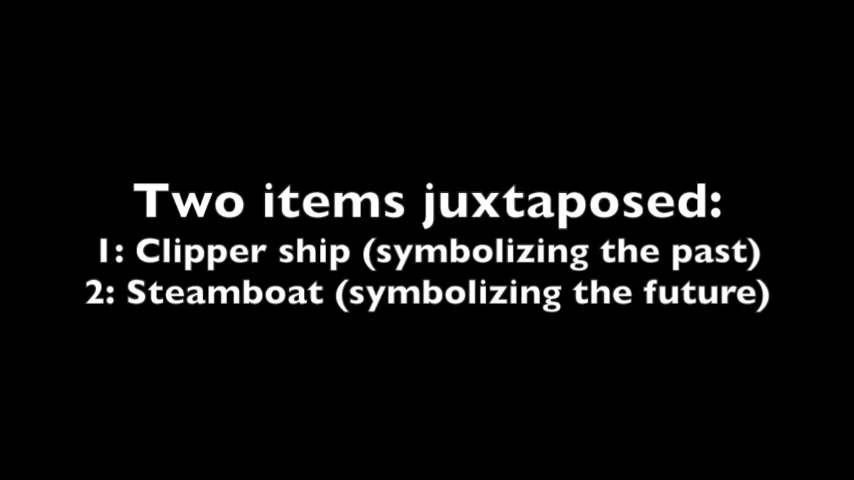 Two items juxtaposed:
1: Clipper ship (symbolizing the past)
2: Steamboat (symbolizing the future)